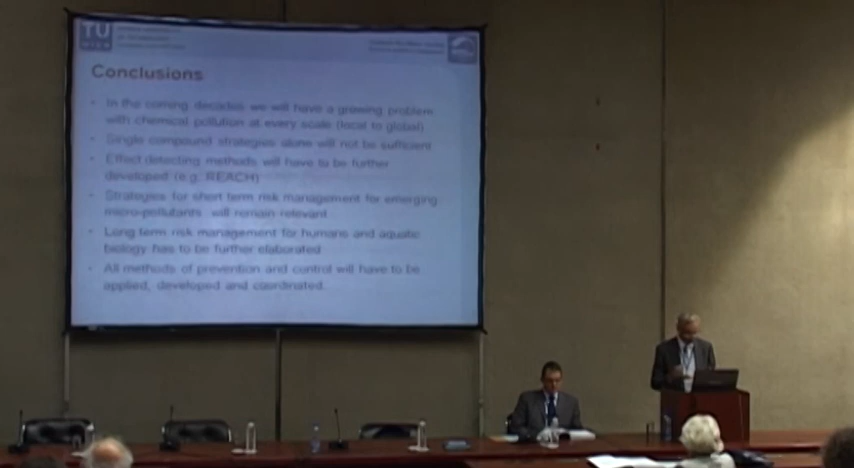 TU
WIEN
Conclusions
• In the coming decades we will have a growing problem
with chemical pollution at every scale (local to global)
• Single compound strategies alone will not be sufficient
• Effect detecting methods will have to be further
developed (e.g. REACH)
• Strategies for short term risk management for emerging
micro-pollutants will remain relevant
• Long term risk management for humans and aquatic
biology has to be further elaborated
• All methods of prevention and control will have to be
applied, developed and coordinated.